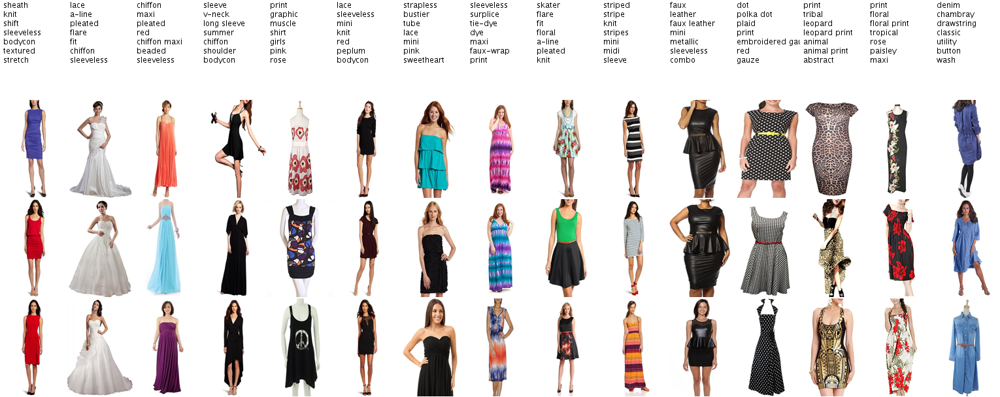 sheath
knit
shift
sleeveless
bodycon
textured
stretch
lace
a-line
pleated
flare
fit
chiffon
sleeveless
chiffon
maxi
pleated
red
chiffon maxi
beaded
sleeveless
sleeve
v-neck
long sleeve
summer
chiffon
shoulder
bodycon
print
graphic
muscle
shirt
girls
pink
rose
lace
sleeveless
mini
knit
red
peplum
bodycon
strapless
bustier
tube
lace
mini
pink
sweetheart
sleeveless
surplice
tie-dye
dye
maxi
faux-wrap
print
skater
flare
fit
floral
a-line
pleated
knit
striped
stripe
knit
stripes
mini
midi
sleeve
faux
leather
faux leather
mini
metallic
sleeveless
combo
dot
polka dot
plaid
print
embroidered gau
red
gauze
print
tribal
leopard
leopard print
animal
animal print
abstract
print
floral
floral print
tropical
rose
paisley
maxi
denim
chambray
drawstring
classic
utility
button
wash